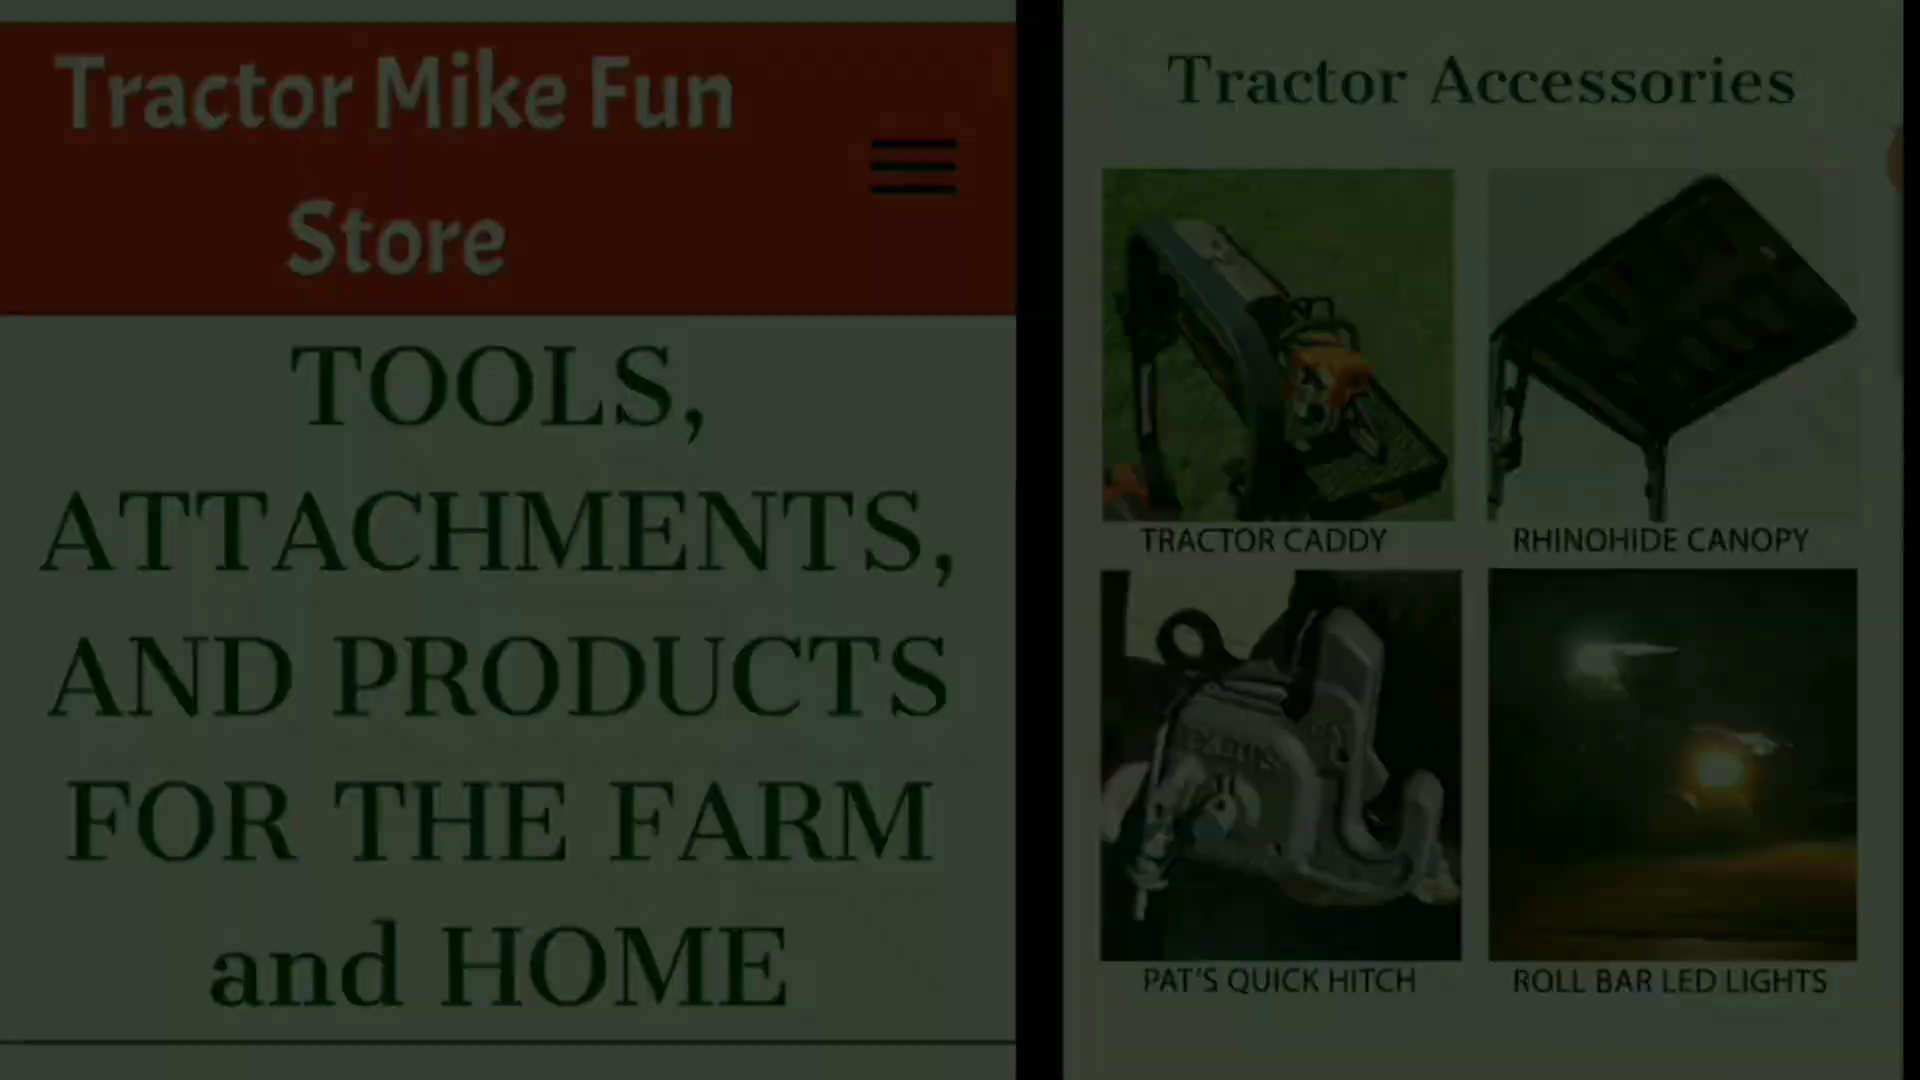 Tractor Mike Fun
Store
TOOLS,
ATTACHMENTS,
AND PRODUCTS
FOR THE FARM
and HOME
Tractor Accessories
TRACTOR CADDY
RHINOHIDE CANOPY
PAT'S QUICK HITCH
ROLL BAR LED LIGHTS